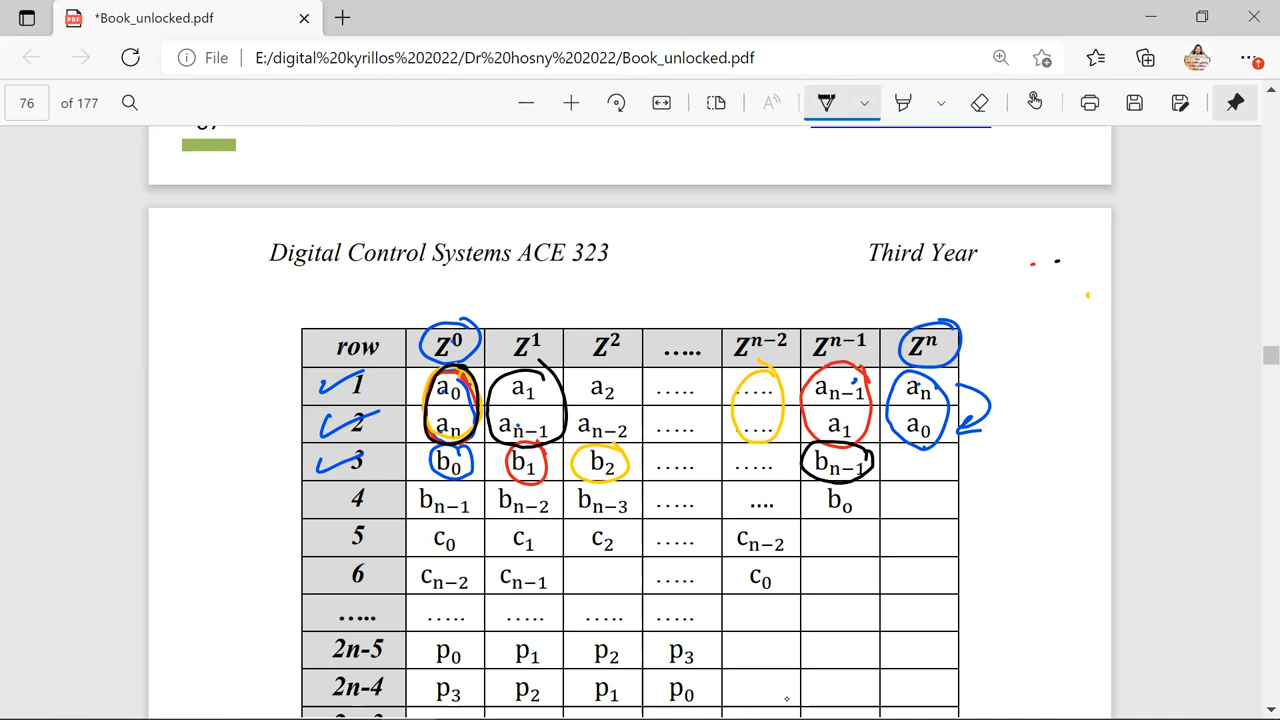 *Book_unlocked.pdf
File E:/digital%20kyrillos%202022/Dr%20hosny%202022/Book_unlocked.pdf
76 of 177
Digital Control Systems ACE 323 Third Year
row Z⁰ Z¹ Z² ….. Zⁿ⁻² Zⁿ⁻¹ Zⁿ
1 a₀ a₁ a₂ ….. ….. aₙ₋₁ aₙ
2 aₙ aₙ₋₁ aₙ₋₂ ….. ….. a₁ a₀
3 b₀ b₁ b₂ ….. ….. bₙ₋₁
4 bₙ₋₁ bₙ₋₂ bₙ₋₃ ….. …. bₒ
5 c₀ c₁ c₂ ….. cₙ₋₂
6 cₙ₋₂ cₙ₋₁ ….. c₀
….. ….. ….. ….. …..
2n-5 p₀ p₁ p₂ p₃
2n-4 p₃ p₂ p₁ p₀